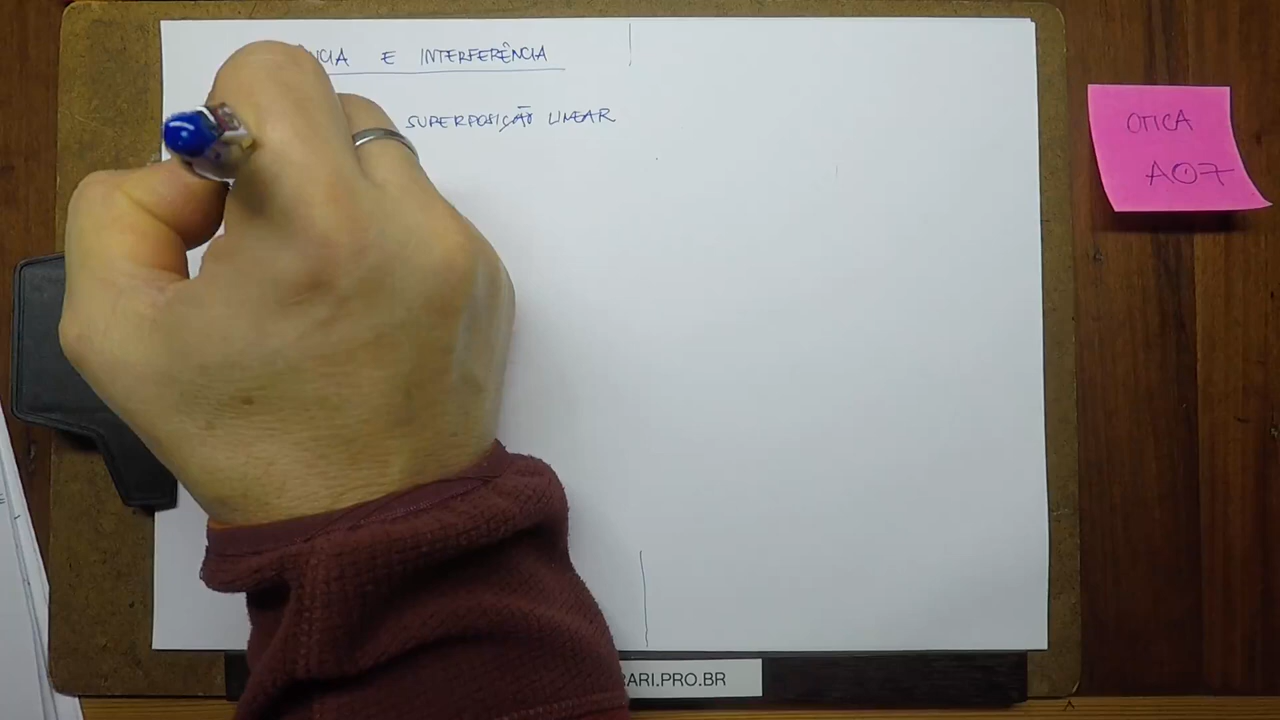 E INTERFERÊNCIA
SUPERPOSIÇÃO LINEAR
OTICA
A07
RARI.PRO.BR